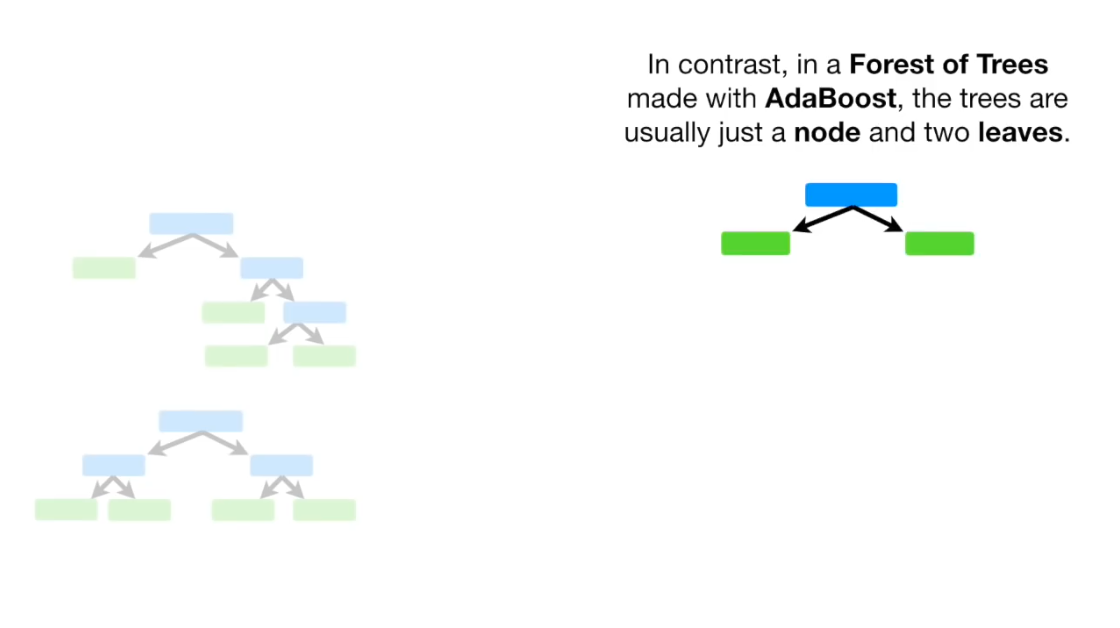 In contrast, in a Forest of Trees
made with AdaBoost, the trees are
usually just a node and two leaves.